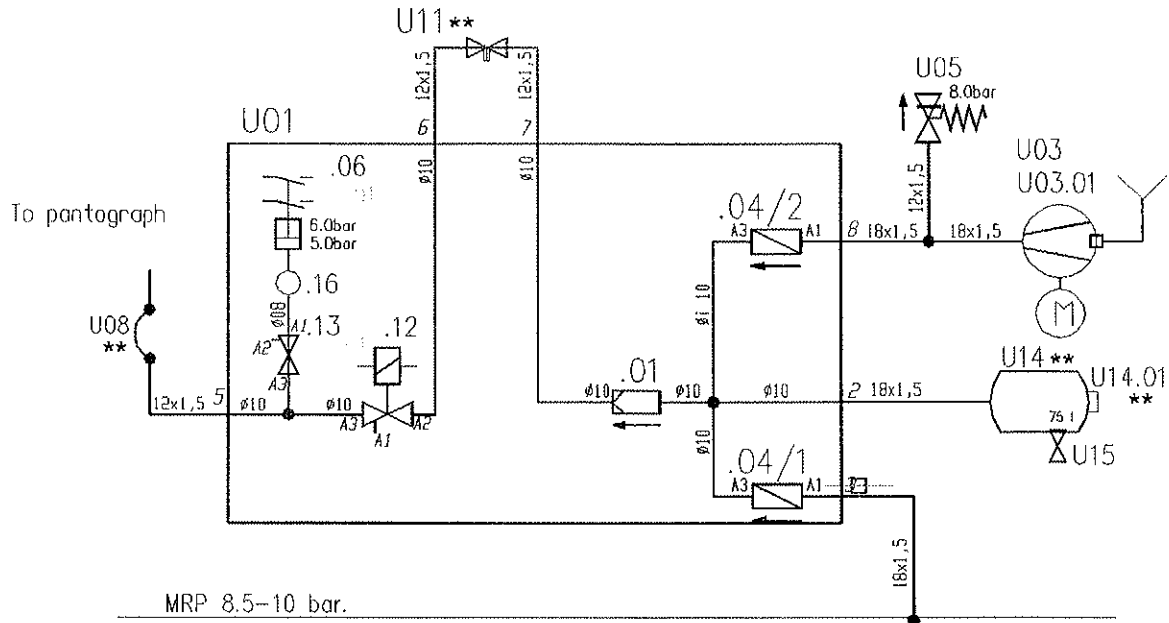 U11**
12x1,5
12x1,5
U05
8.0bar
U01
6
7
ø10
ø10
12x1,5
U03
U03.01
.06
To pantograph
6.0bar
5.0bar
.04/2
A3
A1
8
18x1,5
18x1,5
.16
ø08
M
U08
**
A1
.13
A2
A3
.12
.01
U14**
U14.01
**
75 l
U15
12x1,5
5
ø10
ø10
A3
A1
A2
ø10
ø10
ø10
2
18x1,5
ø10
.04/1
A3
A1
18x1,5
MRP 8.5-10 bar.